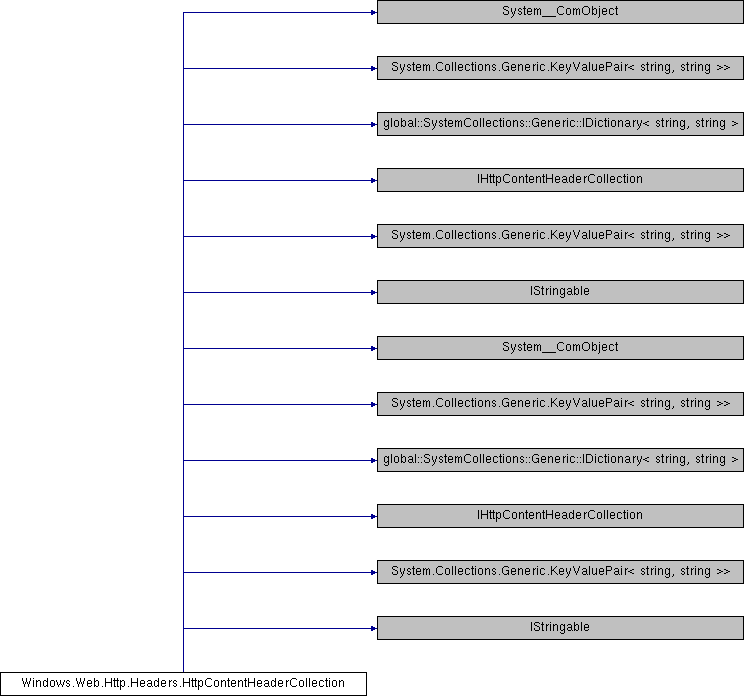 System__ComObject
System.Collections.Generic.KeyValuePair< string, string >>
global::SystemCollections::Generic::IDictionary< string, string >
IHttpContentHeaderCollection
System.Collections.Generic.KeyValuePair< string, string >>
IStringable
System__ComObject
System.Collections.Generic.KeyValuePair< string, string >>
global::SystemCollections::Generic::IDictionary< string, string >
IHttpContentHeaderCollection
System.Collections.Generic.KeyValuePair< string, string >>
IStringable
Windows.Web.Http.Headers.HttpContentHeaderCollection